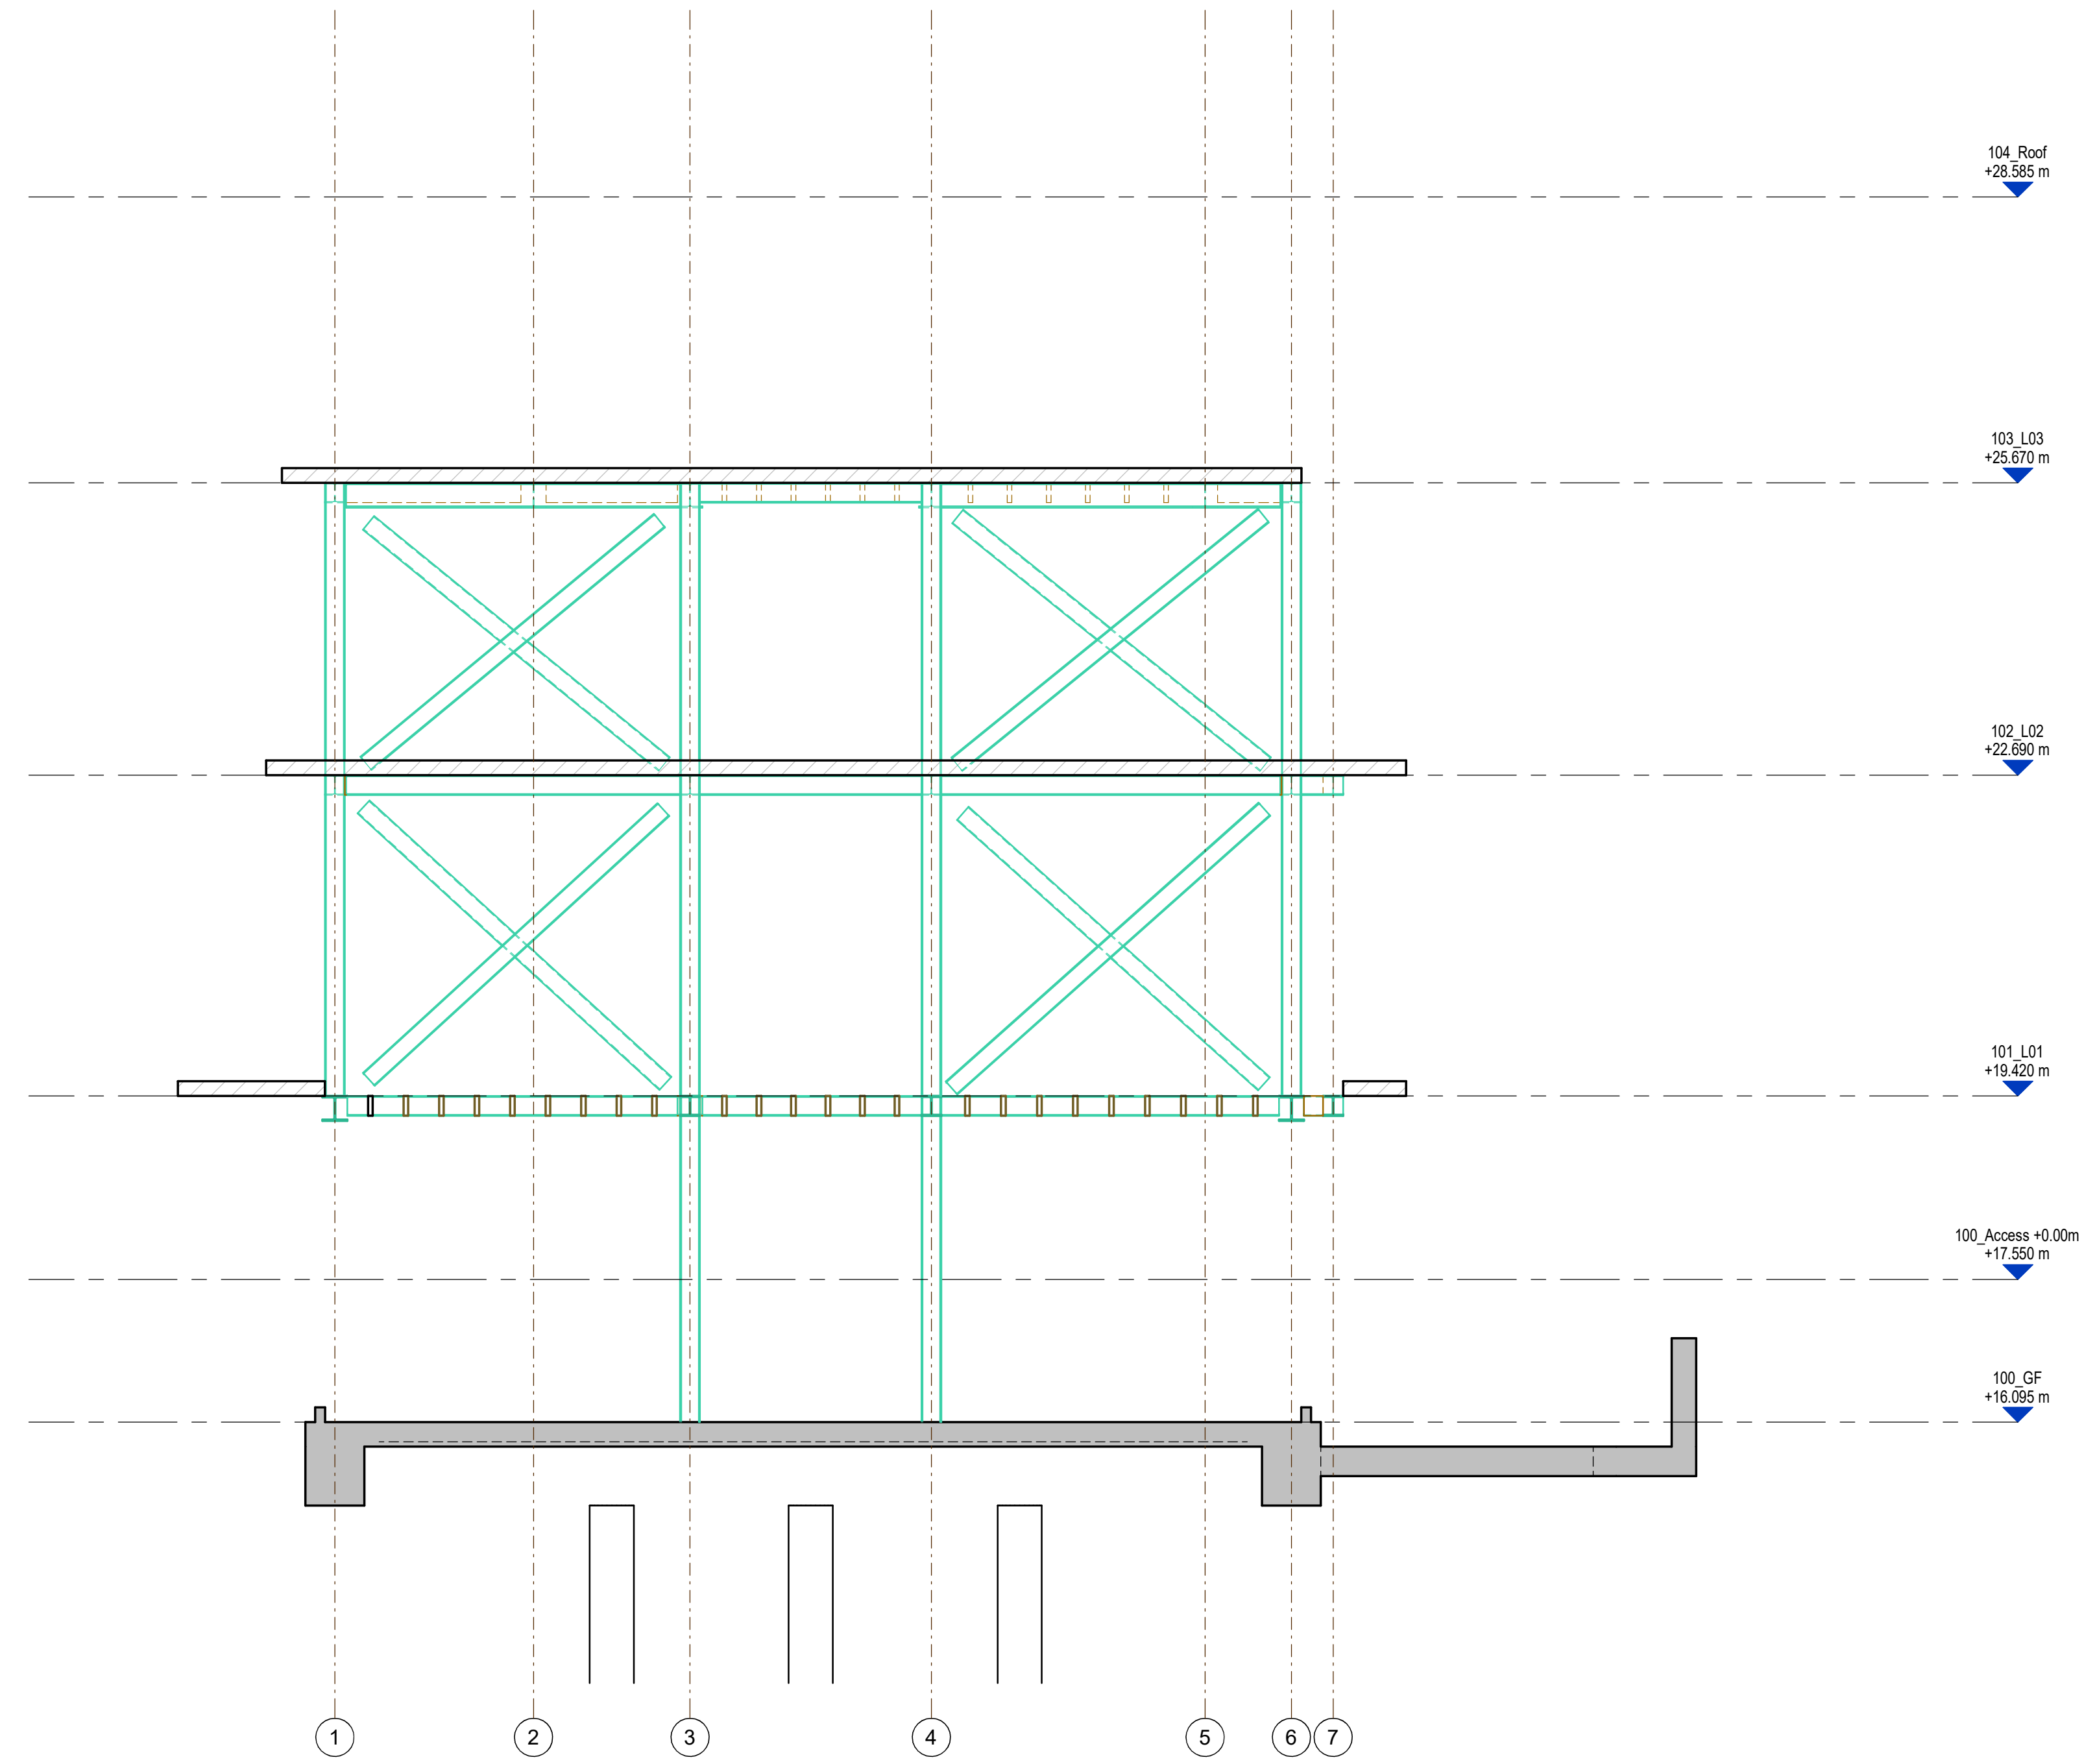 104_Roof
+28.585 m
103_L03
+25.670 m
102_L02
+22.690 m
101_L01
+19.420 m
100_Access +0.00m
+17.550 m
100_GF
+16.095 m
1 2 3 4 5 6 7